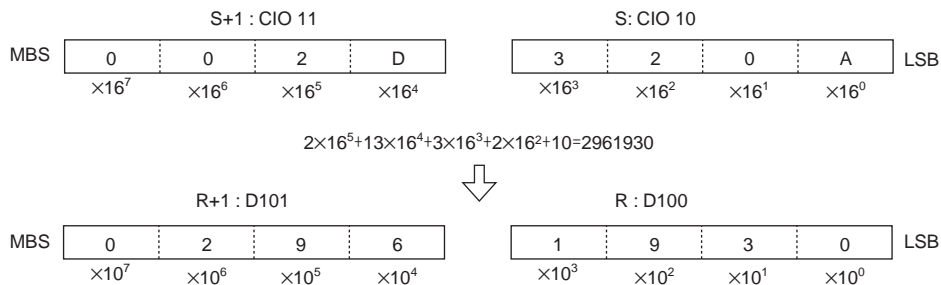 S+1 : CIO 11 S: CIO 10
MBS 0 0 2 D 3 2 0 A LSB
×16⁷ ×16⁶ ×16⁵ ×16⁴ ×16³ ×16² ×16¹ ×16⁰
2×16⁵+13×16⁴+3×16³+2×16²+10=2961930
R+1 : D101 R : D100
MBS 0 2 9 6 1 9 3 0 LSB
×10⁷ ×10⁶ ×10⁵ ×10⁴ ×10³ ×10² ×10¹ ×10⁰